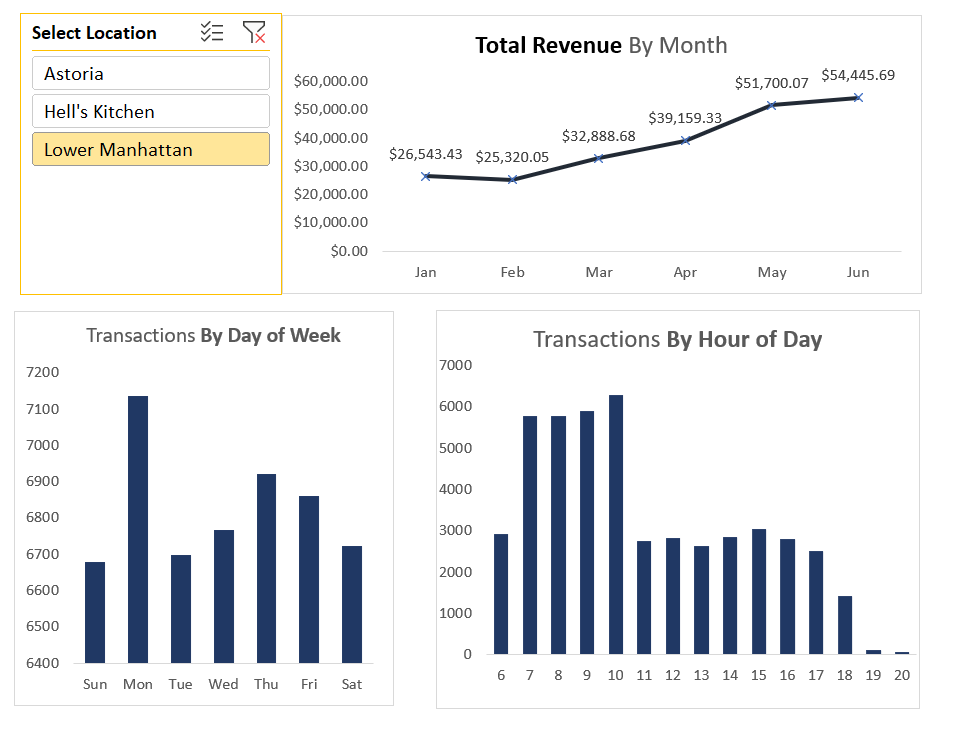 Select Location
Astoria
Hell's Kitchen
Lower Manhattan
Total Revenue By Month
$60,000.00
$50,000.00
$40,000.00
$30,000.00
$20,000.00
$10,000.00
$0.00
$26,543.43 $25,320.05 $32,888.68 $39,159.33 $51,700.07 $54,445.69
Jan Feb Mar Apr May Jun
Transactions By Day of Week
7200
7100
7000
6900
6800
6700
6600
6500
6400
Sun Mon Tue Wed Thu Fri Sat
Transactions By Hour of Day
7000
6000
5000
4000
3000
2000
1000
0
6 7 8 9 10 11 12 13 14 15 16 17 18 19 20